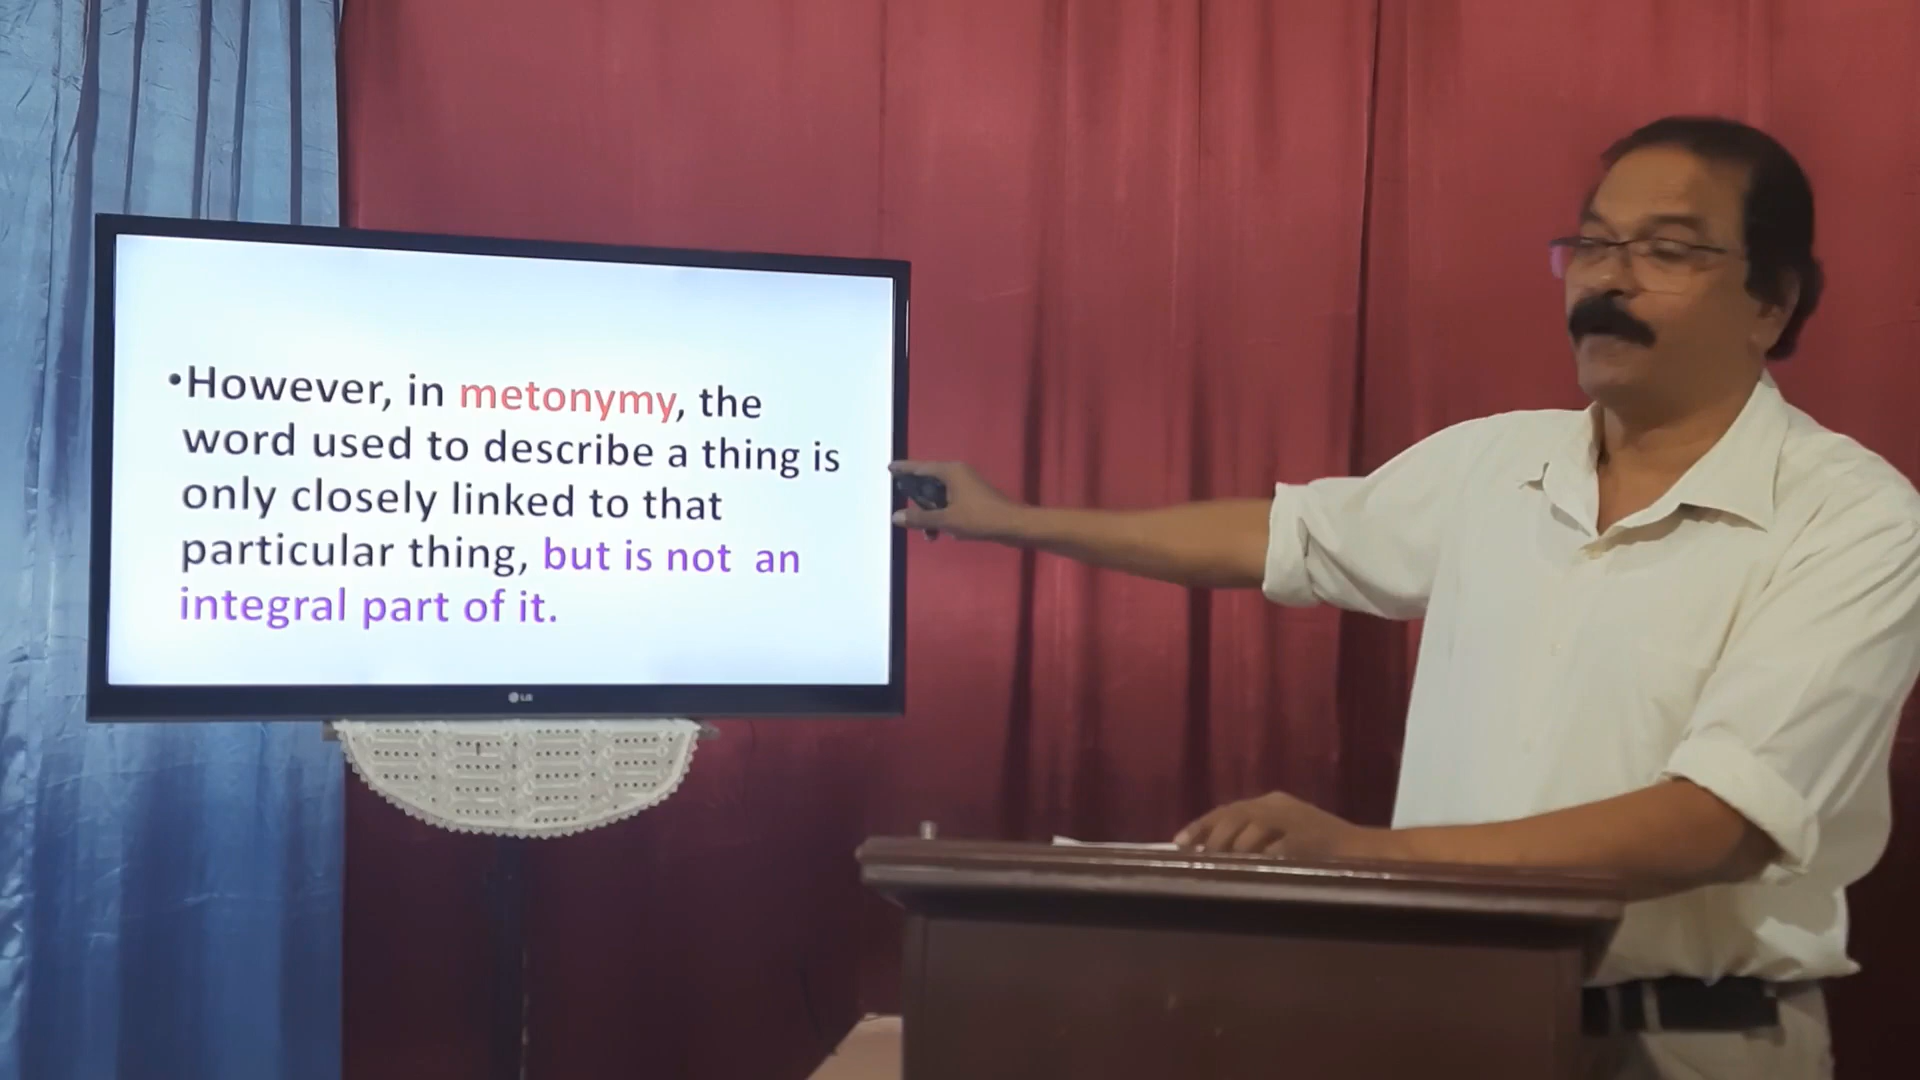 •However, in metonymy, the
word used to describe a thing is
only closely linked to that
particular thing, but is not an
integral part of it.
LG